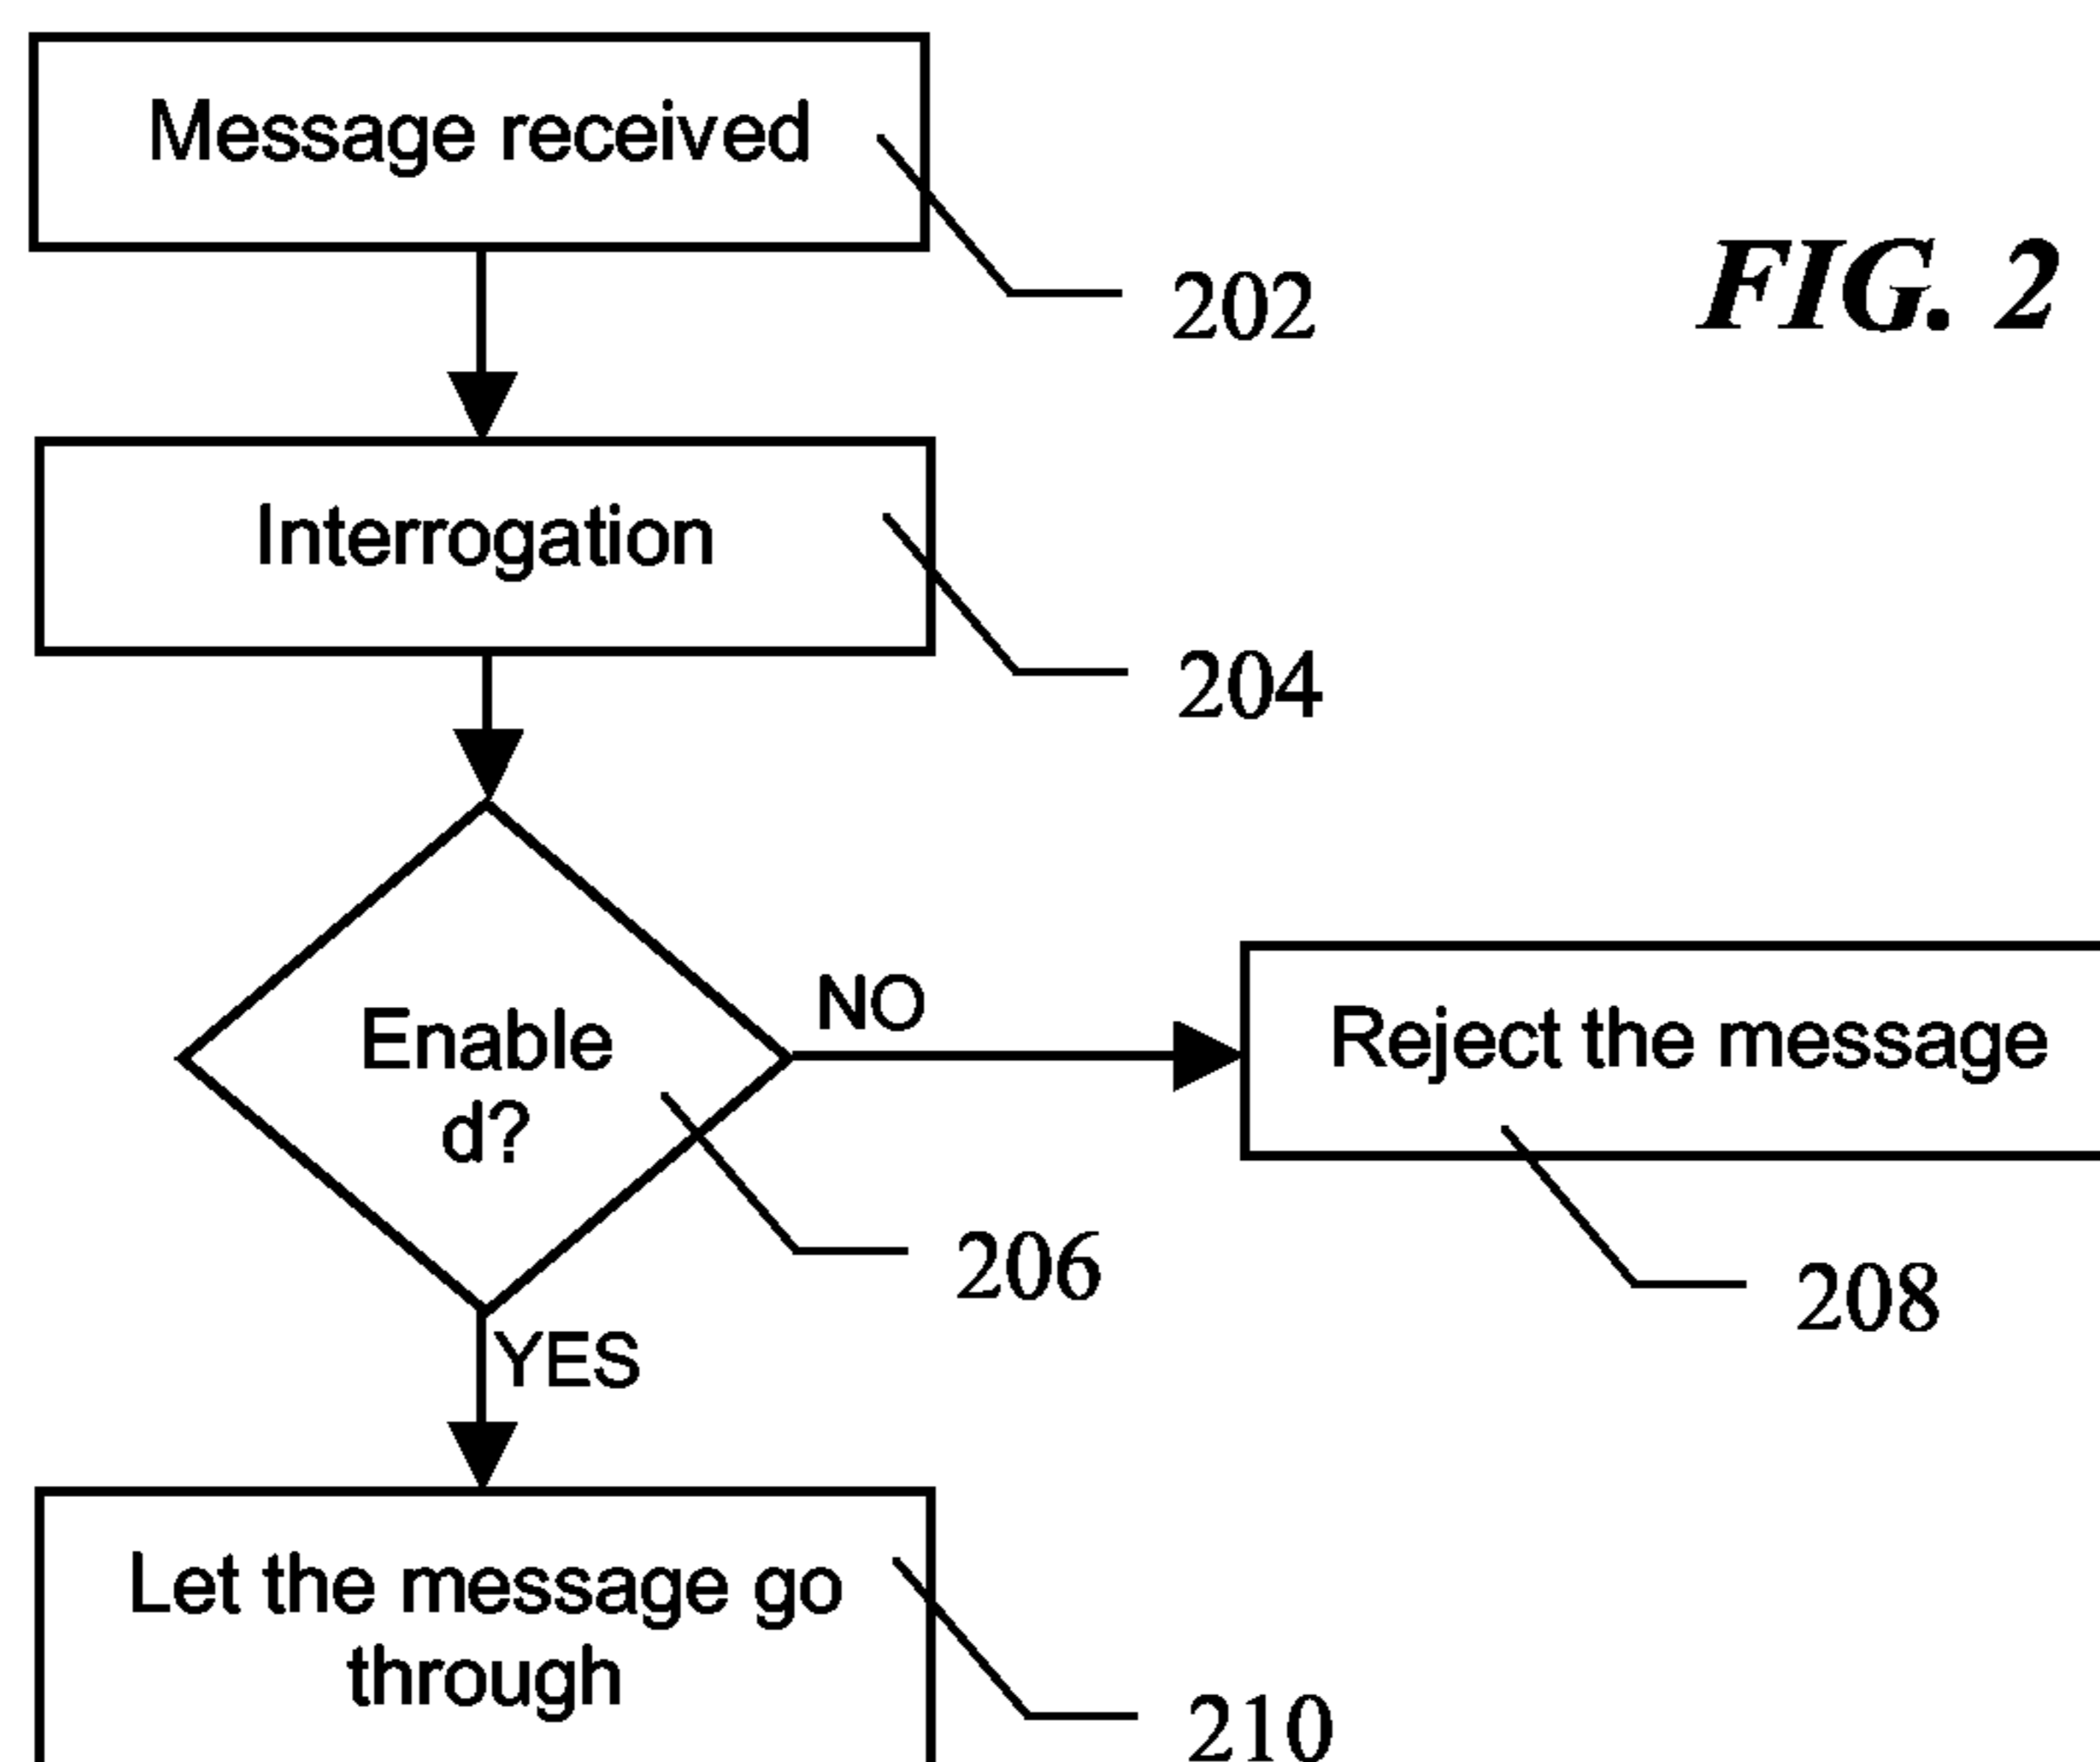 Message received
202
FIG. 2
Interrogation
204
Enable
d?
NO
Reject the message
206
208
YES
Let the message go
through
210